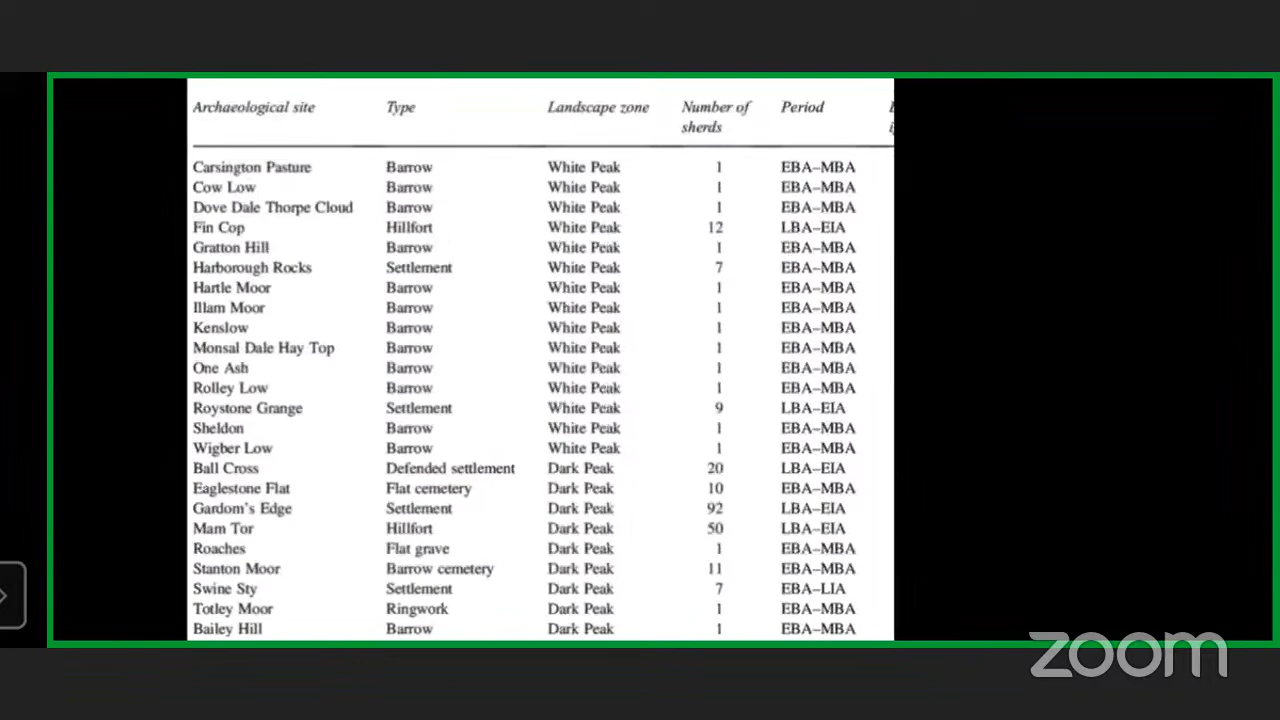 Archaeological site Type Landscape zone Number of Period
sherds
Carsington Pasture Barrow White Peak 1 EBA–MBA
Cow Low Barrow White Peak 1 EBA–MBA
Dove Dale Thorpe Cloud Barrow White Peak 1 EBA–MBA
Fin Cop Hillfort White Peak 12 LBA–EIA
Gratton Hill Barrow White Peak 1 EBA–MBA
Harborough Rocks Settlement White Peak 7 EBA–MBA
Hartle Moor Barrow White Peak 1 EBA–MBA
Illam Moor Barrow White Peak 1 EBA–MBA
Kenslow Barrow White Peak 1 EBA–MBA
Monsal Dale Hay Top Barrow White Peak 1 EBA–MBA
One Ash Barrow White Peak 1 EBA–MBA
Rolley Low Barrow White Peak 1 EBA–MBA
Roystone Grange Settlement White Peak 9 LBA–EIA
Sheldon Barrow White Peak 1 EBA–MBA
Wigber Low Barrow White Peak 1 EBA–MBA
Ball Cross Defended settlement Dark Peak 20 LBA–EIA
Eaglestone Flat Flat cemetery Dark Peak 10 EBA–MBA
Gardom's Edge Settlement Dark Peak 92 LBA–EIA
Mam Tor Hillfort Dark Peak 50 LBA–EIA
Roaches Flat grave Dark Peak 1 EBA–MBA
Stanton Moor Barrow cemetery Dark Peak 11 EBA–MBA
Swine Sty Settlement Dark Peak 7 EBA–LIA
Totley Moor Ringwork Dark Peak 1 EBA–MBA
Bailey Hill Barrow Dark Peak 1 EBA–MBA
zoom